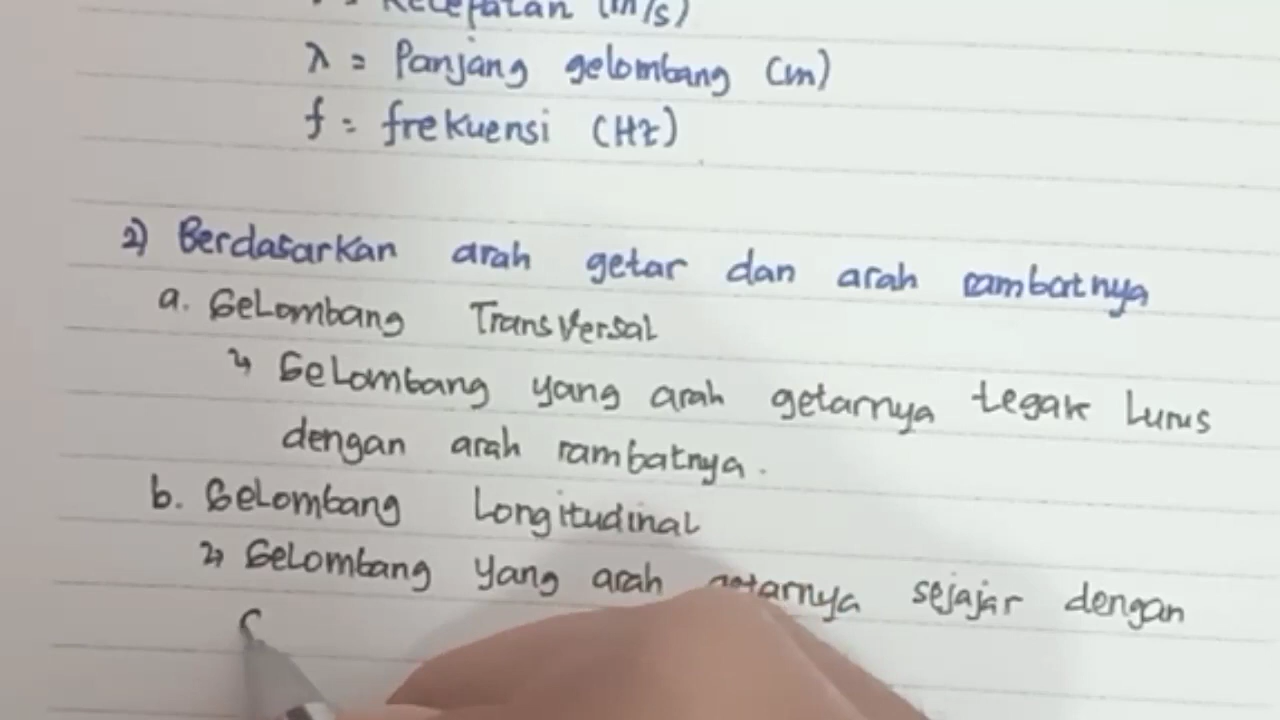 Kecepatan (m/s)
λ = Panjang gelombang (m)
f = frekuensi (Hz)
2) Berdasarkan arah getar dan arah rambatnya
a. Gelombang Transversal
↳ Gelombang yang arah getarnya tegak lurus
dengan arah rambatnya.
b. Gelombang Longitudinal
↳ Gelombang yang arah getarnya sejajar dengan